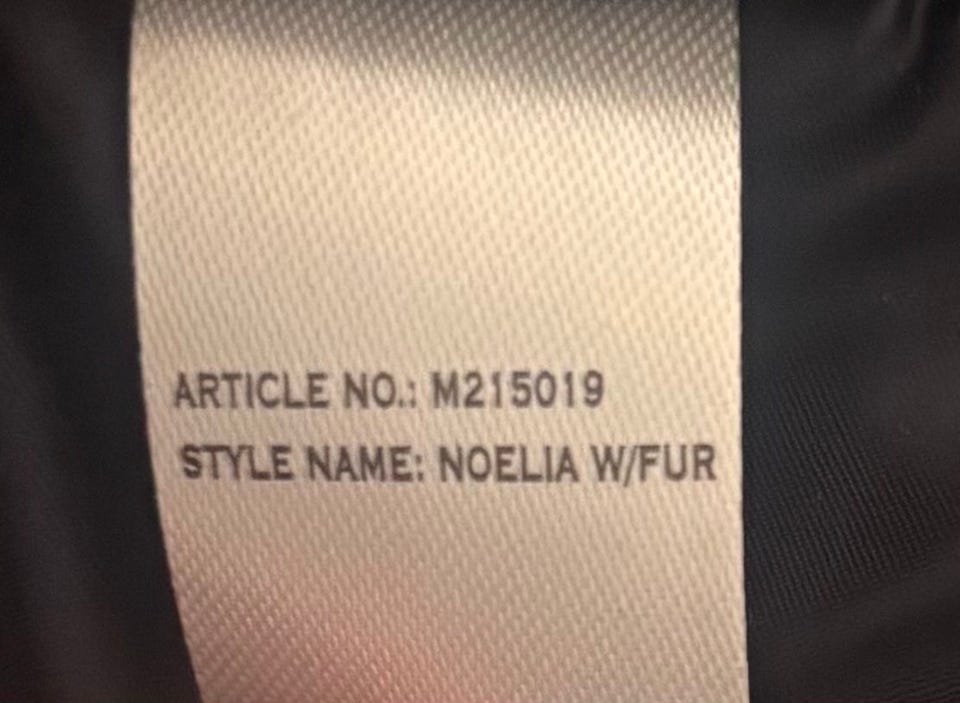 ARTICLE NO.: M215019
STYLE NAME: NOELIA W/FUR